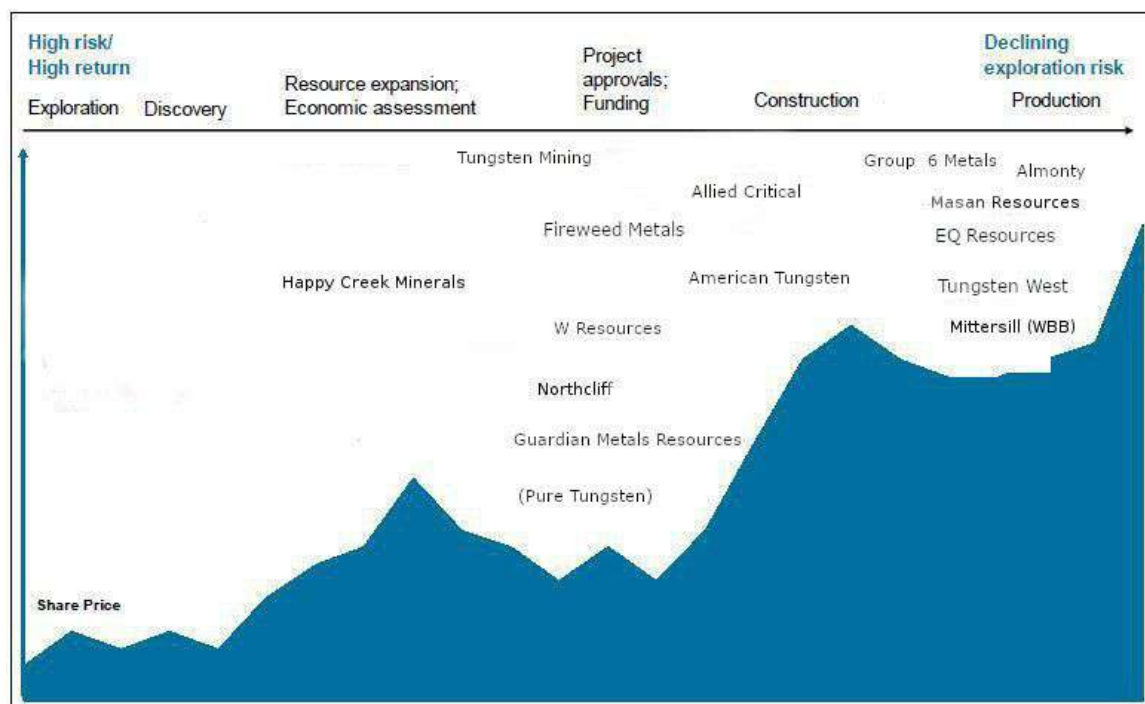 High risk/
High return
Declining
exploration risk
Exploration
Discovery
Resource expansion;
Economic assessment
Project
approvals;
Funding
Construction
Production
Tungsten Mining
Group 6 Metals
Almonty
Allied Critical
Masan Resources
Fireweed Metals
EQ Resources
Happy Creek Minerals
American Tungsten
Tungsten West
W Resources
Mittersill (WBB)
Northcliff
Guardian Metals Resources
(Pure Tungsten)
Share Price